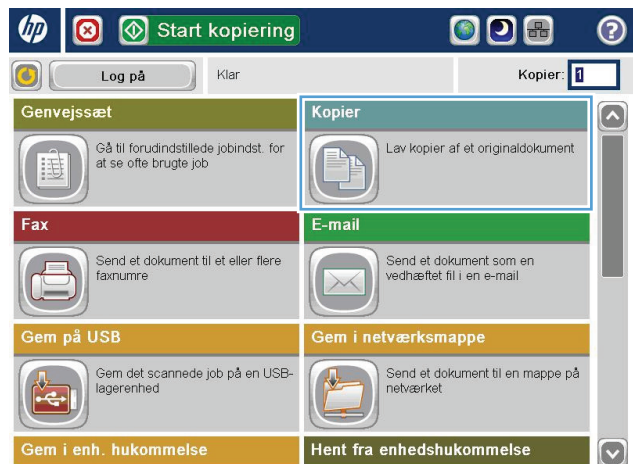 hp
Start kopiering
?
Log på
Klar
Kopier: 1
Genvejssæt
Gå til forudindstillede jobindst. for
at se ofte brugte job
Kopier
Lav kopier af et originaldokument
Fax
Send et dokument til et eller flere
faxnumre
E-mail
Send et dokument som en
vedhæftet fil i en e-mail
Gem på USB
Gem det scannede job på en USB-
lagerenhed
Gem i netværksmappe
Send et dokument til en mappe på
netværket
Gem i enh. hukommelse
Hent fra enhedshukommelse